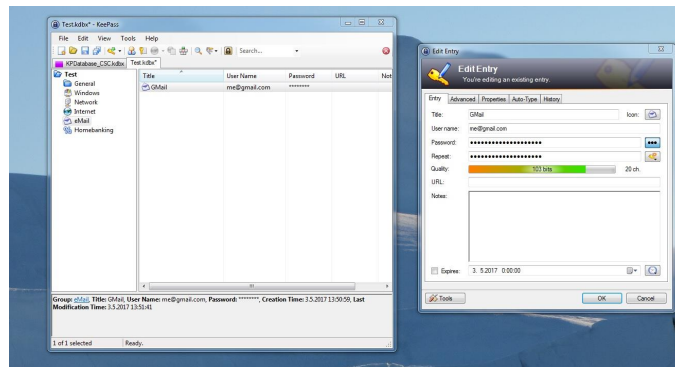 Test.kdbx* - KeePass
File Edit View Tools Help
Search...
KPDatabase_CSC.kdbx Test.kdbx*
Test
General
Windows
Network
Internet
eMail
Homebanking
Title User Name Password URL Not
GMail me@gmail.com ********
Group: eMail, Title: GMail, User Name: me@gmail.com, Password: ********, Creation Time: 3.5.2017 13:50:59, Last
Modification Time: 3.5.2017 13:51:41
1 of 1 selected Ready.
Edit Entry
Edit Entry
You're editing an existing entry.
Entry Advanced Properties Auto-Type History
Title: GMail Icon:
User name: me@gmail.com
Password: ••••••••••••••••••••
Repeat: ••••••••••••••••••••
Quality: 103 bits 20 ch.
URL:
Notes:
Expires: 3. 5.2017 0:00:00
Tools OK Cancel